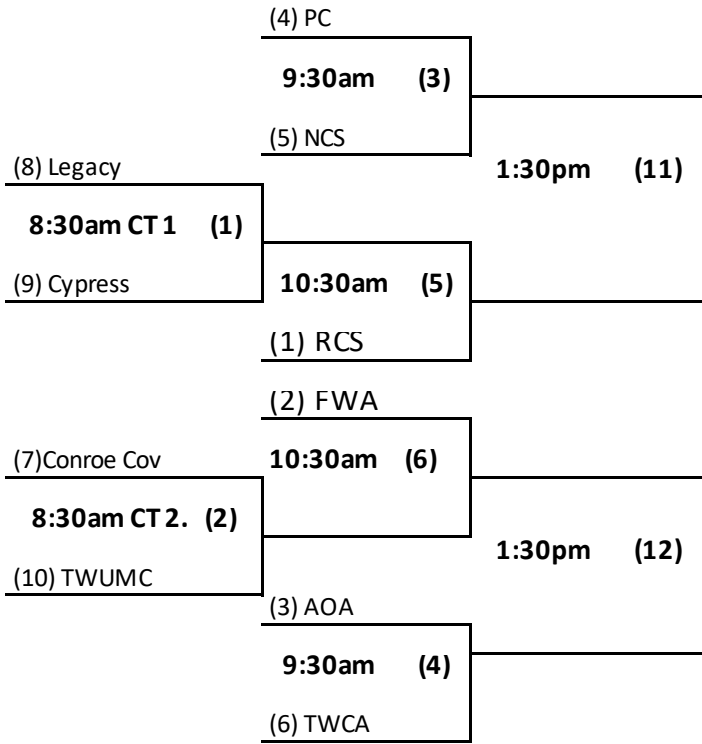 (4) PC
9:30am (3)
(5) NCS
(8) Legacy
1:30pm (11)
8:30am CT 1 (1)
(9) Cypress
10:30am (5)
(1) RCS
(2) FWA
(7)Conroe Cov
10:30am (6)
8:30am CT 2. (2)
1:30pm (12)
(10) TWUMC
(3) AOA
9:30am (4)
(6) TWCA